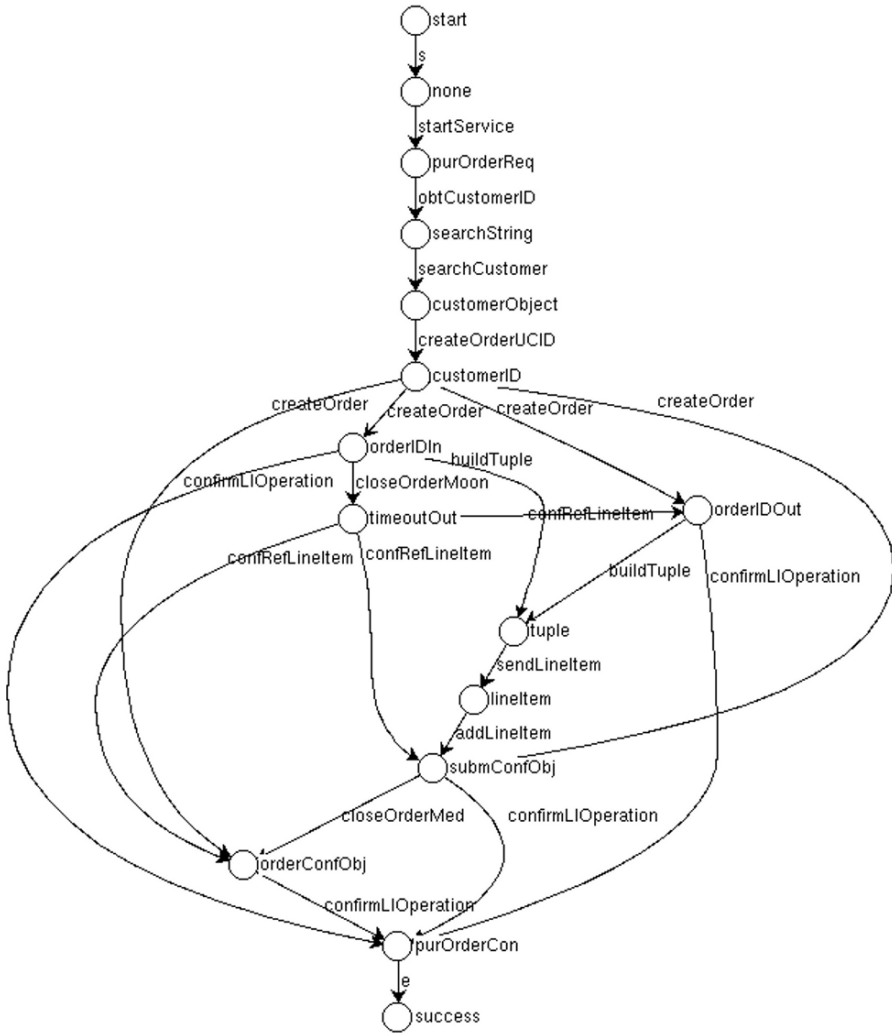 start
s
none
startService
purOrderReq
obtCustomerID
searchString
searchCustomer
customerObject
createOrderUCID
customerID
createOrder
createOrder
createOrder
createOrder
orderIDIn
buildTuple
confirmLIOperation
closeOrderMoon
timeoutOut
confRefLineItem
orderIDOut
confRefLineItem
confRefLineItem
buildTuple
confirmLIOperation
tuple
sendLineItem
lineItem
addLineItem
submConfObj
closeOrderMed
confirmLIOperation
orderConfObj
confirmLIOperation
purOrderCon
e
success